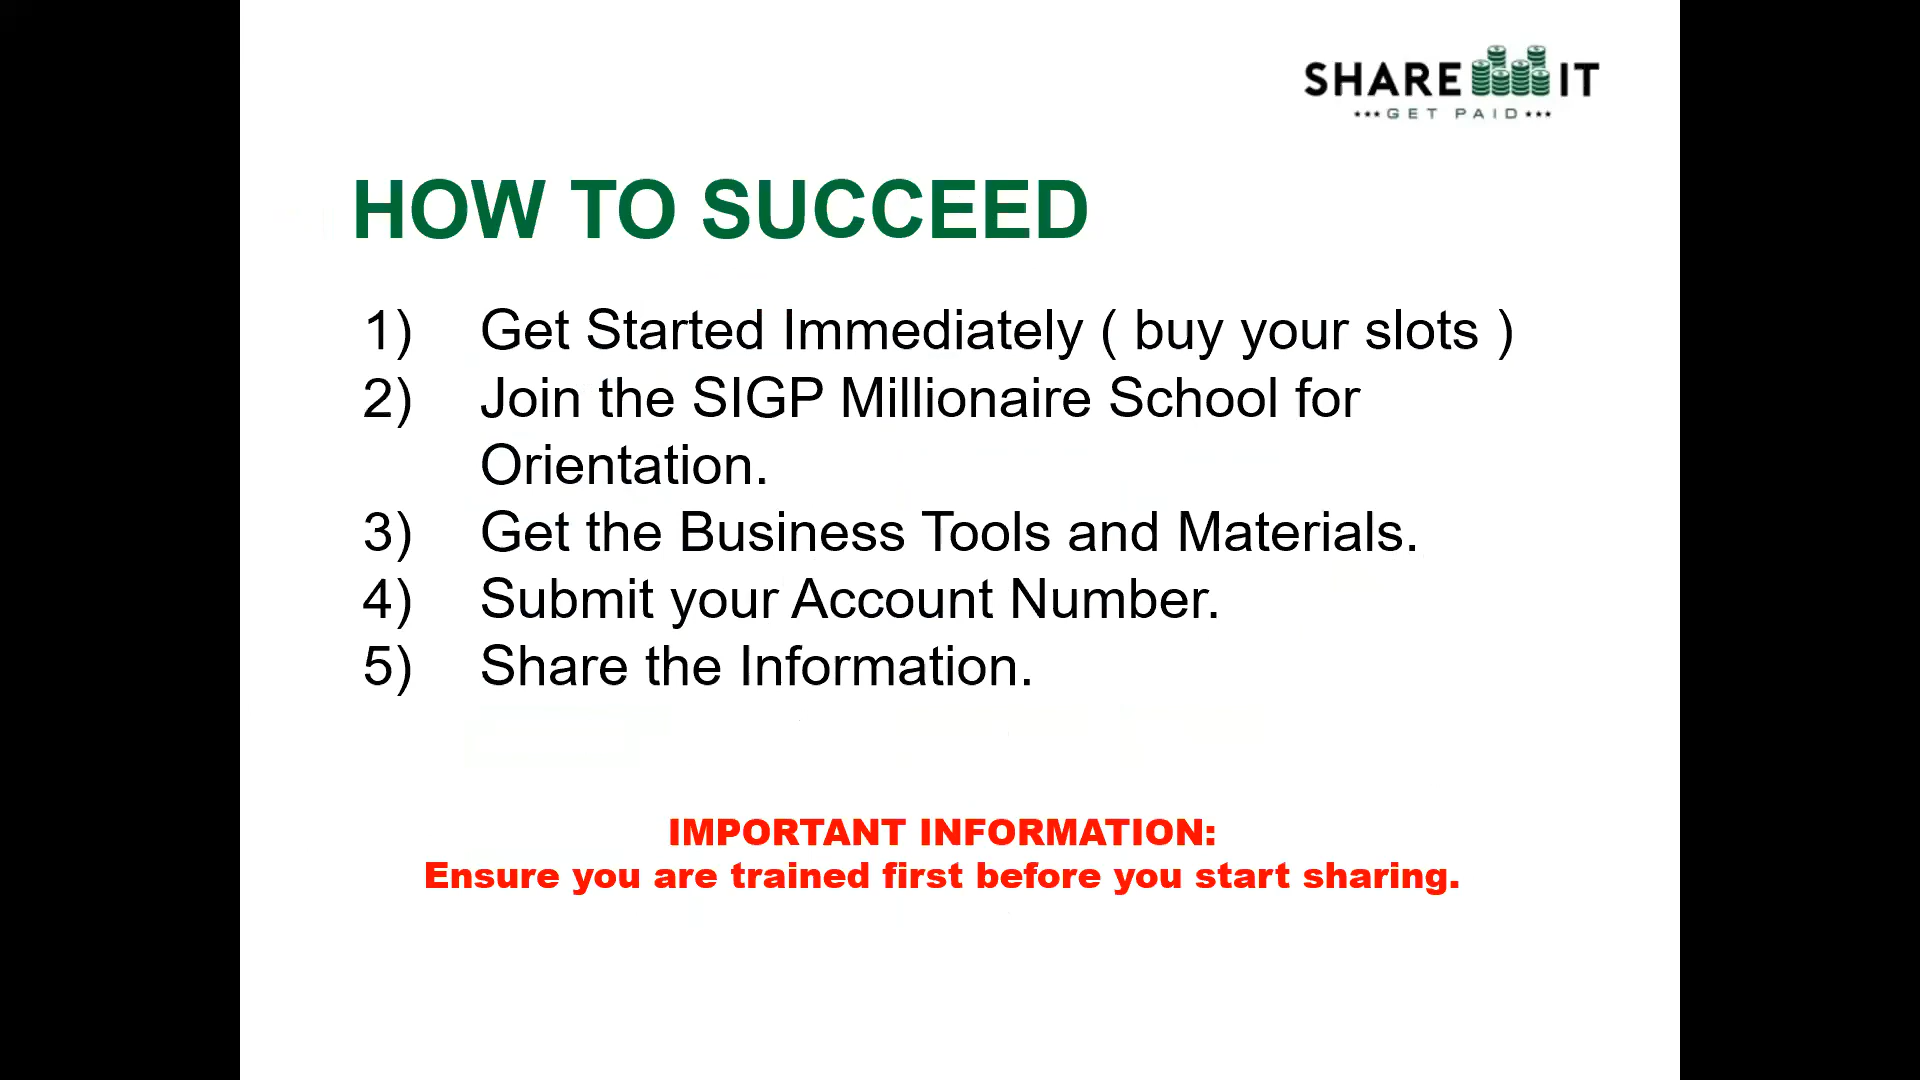 SHARE IT
***GET PAID***
HOW TO SUCCEED
1) Get Started Immediately ( buy your slots )
2) Join the SIGP Millionaire School for
Orientation.
3) Get the Business Tools and Materials.
4) Submit your Account Number.
5) Share the Information.
IMPORTANT INFORMATION:
Ensure you are trained first before you start sharing.